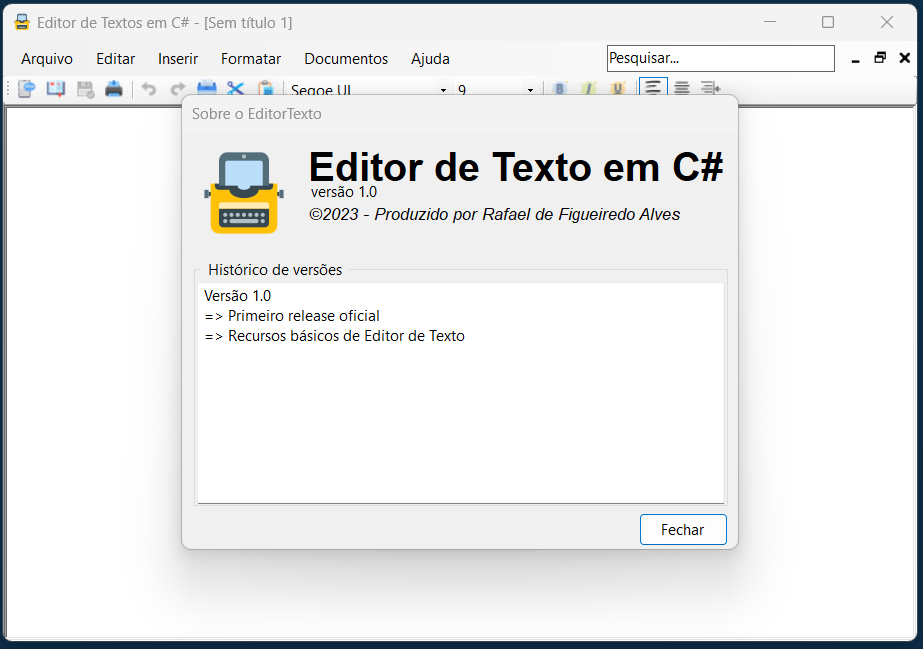 Editor de Textos em C# - [Sem título 1]
Arquivo Editar Inserir Formatar Documentos Ajuda Pesquisar...
Segoe UI 9 B I U
Sobre o EditorTexto
Editor de Texto em C#
versão 1.0
©2023 - Produzido por Rafael de Figueiredo Alves
Histórico de versões
Versão 1.0
=> Primeiro release oficial
=> Recursos básicos de Editor de Texto
Fechar